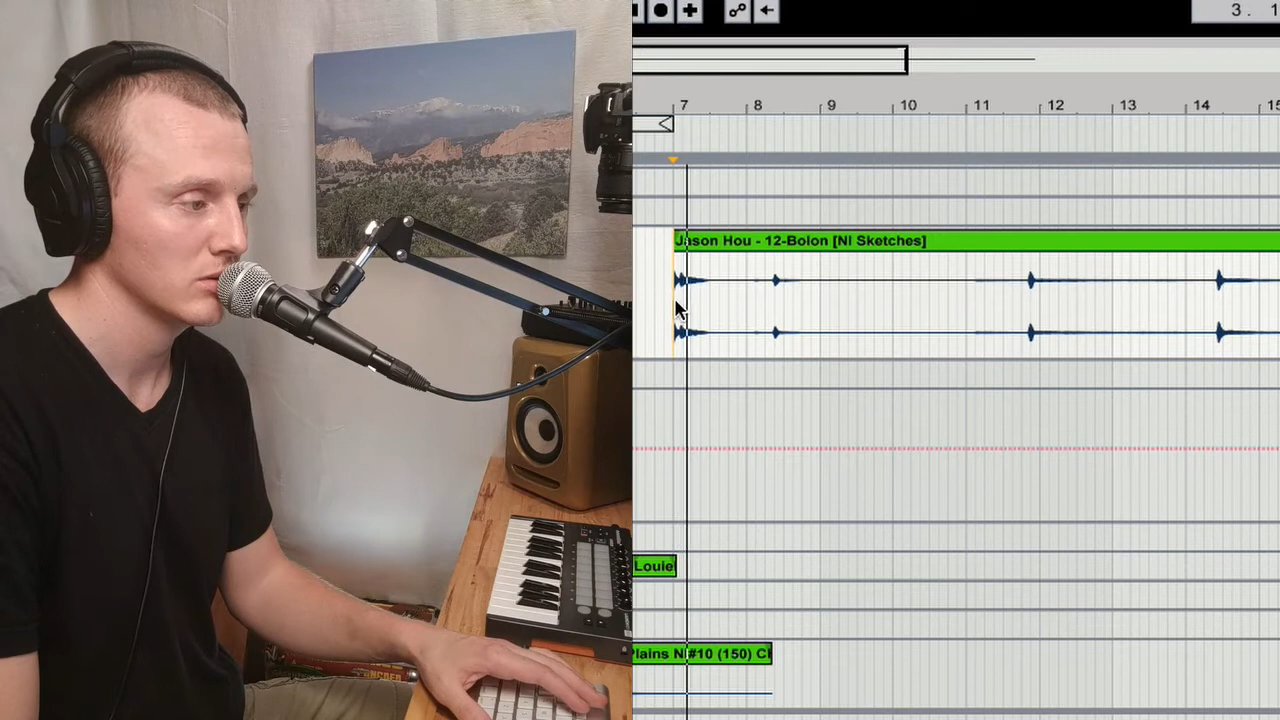 3. 1
7 8 9 10 11 12 13 14 15
Jason Hou - 12-Bolon [NI Sketches]
Louie
Plains NI#10 (150) C